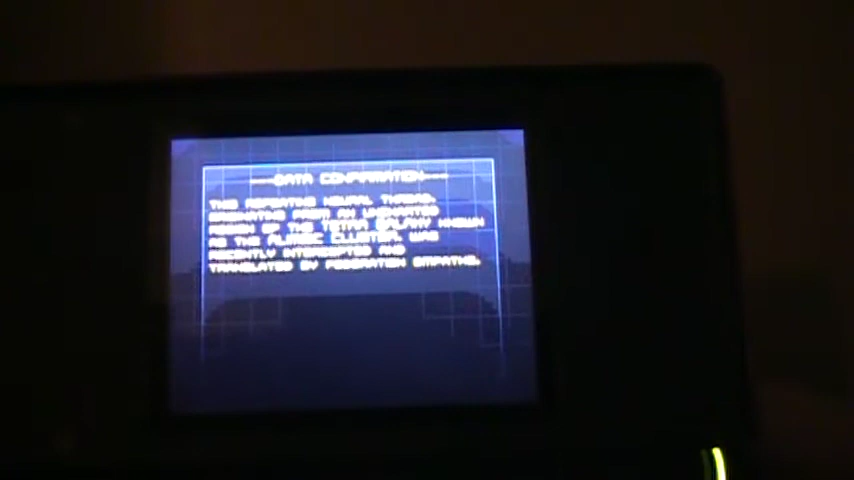 DATA CONFIRMATION
THIS REPEATING NEURAL THREAD,
ORIGINATING FROM AN UNCHARTED
REGION OF THE TETRA GALAXY KNOWN
AS THE ALIMBIC CLUSTER, WAS
RECENTLY INTERCEPTED AND
TRANSLATED BY FEDERATION EMPATHS.